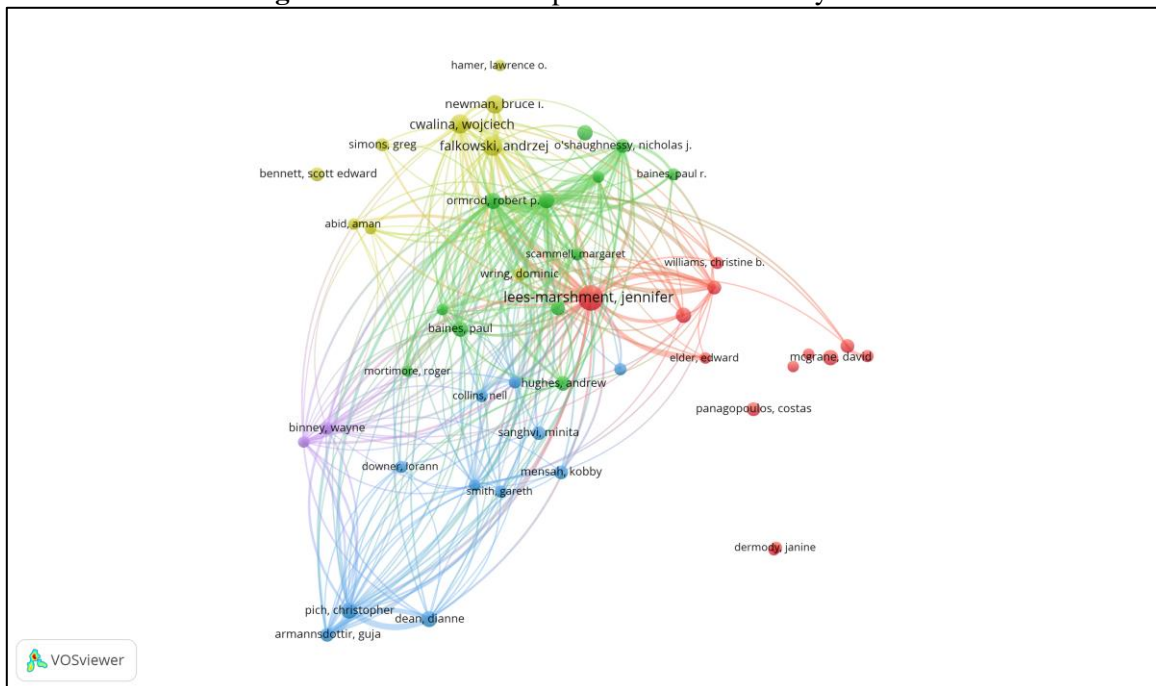 hamer, lawrence o.
newman, bruce i.
cwalina, wojciech
simons, greg
falkowski, andrzej
o'shaughnessy, nicholas j.
bennett, scott edward
baines, paul r.
ormrod, robert p.
abid, aman
scammell, margaret
williams, christine b.
wring, dominic
lees-marshment, jennifer
baines, paul
elder, edward
mcgrane, david
mortimore, roger
hughes, andrew
collins, neil
panagopoulos, costas
binney, wayne
sanghvi, minita
downer, lorann
mensah, kobby
smith, gareth
dermody, janine
pich, christopher
dean, dianne
armannsdottir, guja
VOSviewer